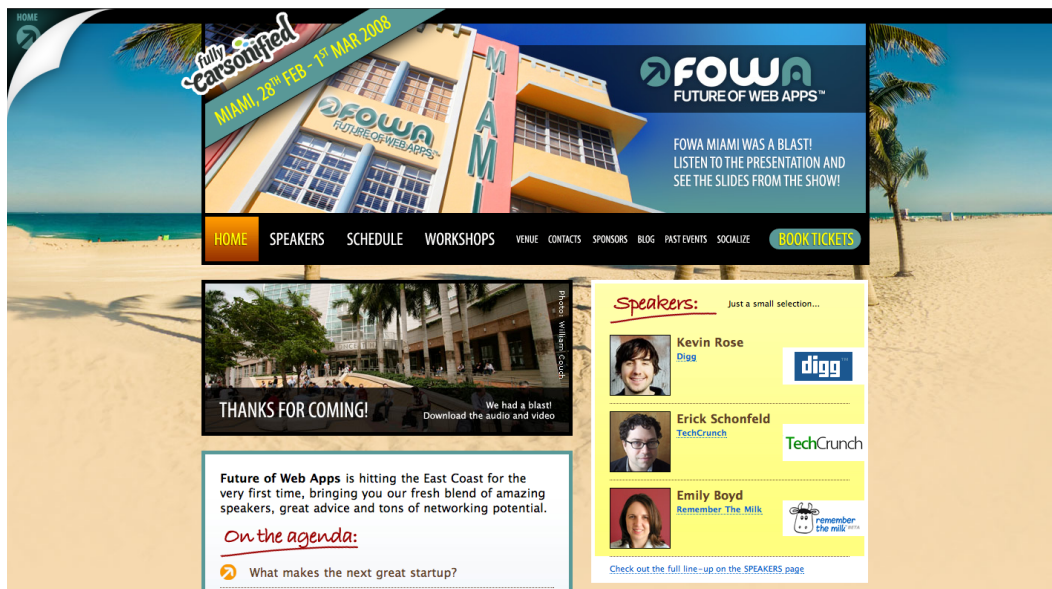 HOME
fully
Carsonified
MIAMI, 28TH FEB - 1ST MAR 2008
FOWA
FUTURE OF WEB APPS™
MIAMI
FOWA
FUTURE OF WEB APPS™
FOWA MIAMI WAS A BLAST!
LISTEN TO THE PRESENTATION AND
SEE THE SLIDES FROM THE SHOW!
HOME SPEAKERS SCHEDULE WORKSHOPS VENUE CONTACTS SPONSORS BLOG PAST EVENTS SOCIALIZE BOOK TICKETS
Photo: William Couch
THANKS FOR COMING!
We had a blast!
Download the audio and video
Future of Web Apps is hitting the East Coast for the
very first time, bringing you our fresh blend of amazing
speakers, great advice and tons of networking potential.
On the agenda:
What makes the next great startup?
Speakers: Just a small selection...
Kevin Rose
Digg
digg™
Erick Schonfeld
TechCrunch
TechCrunch
Emily Boyd
Remember The Milk
remember
the milk BETA
Check out the full line-up on the SPEAKERS page